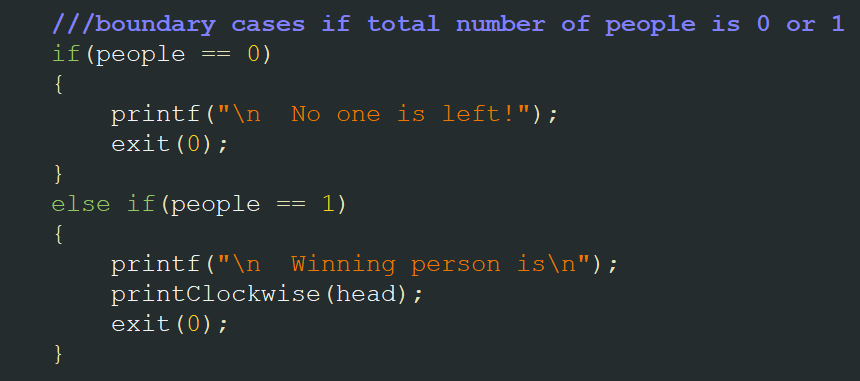 ///boundary cases if total number of people is 0 or 1
if(people == 0)
{
    printf("\n  No one is left!");
    exit(0);
}
else if(people == 1)
{
    printf("\n  Winning person is\n");
    printClockwise(head);
    exit(0);
}